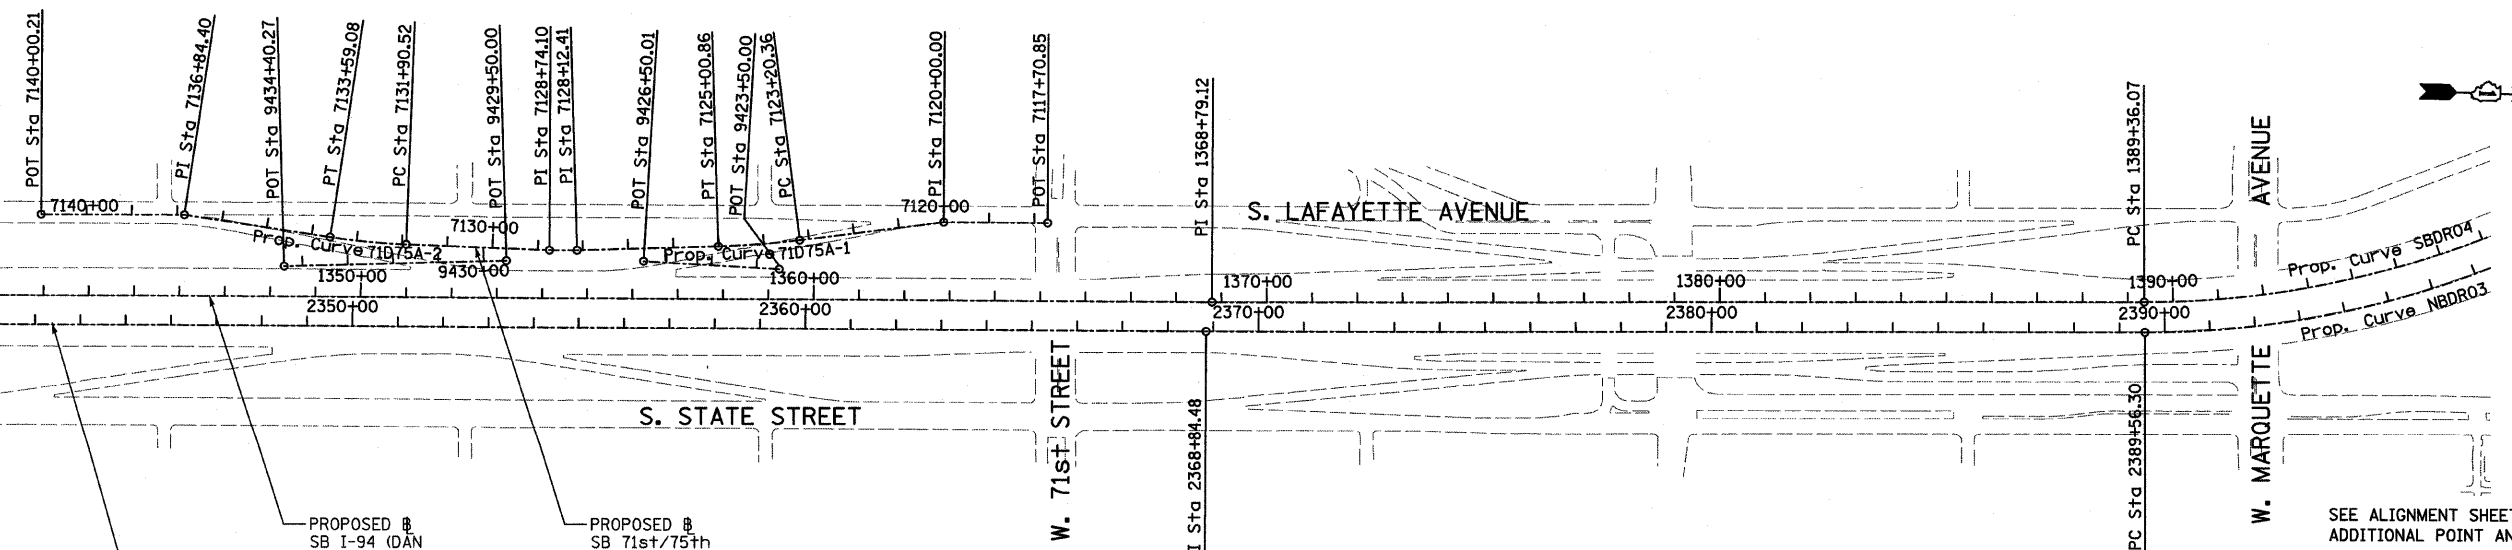 POT Sta 7140+00.21
PI Sta 7136+84.40
POT Sta 9434+40.27
PT Sta 7133+59.08
PC Sta 7131+90.52
POT Sta 9429+50.00
PI Sta 7128+74.10
PI Sta 7128+12.41
POT Sta 9426+50.01
PT Sta 7125+00.86
POT Sta 9423+50.00
PC Sta 7123+20.36
PI Sta 7120+00.00
POT Sta 7117+70.85
PI Sta 1368+79.12
PC Sta 1389+36.07
AVENUE
7140+00
7130+00
7120+00
S. LAFAYETTE AVENUE
Prop. Curve 71D75A-2
Prop. Curve 71D75A-1
Prop. Curve SBDR04
1350+00
9430+00
1360+00
1370+00
1380+00
1390+00
2350+00
2360+00
2370+00
2380+00
2390+00
Prop. Curve NBDR03
S. STATE STREET
W. 71st STREET
I Sta 2368+84.48
PC Sta 2389+56.30
W. MARQUETTE
PROPOSED B
SB I-94 (DAN
PROPOSED B
SB 71st/75th
SEE ALIGNMENT SHEET
ADDITIONAL POINT AN